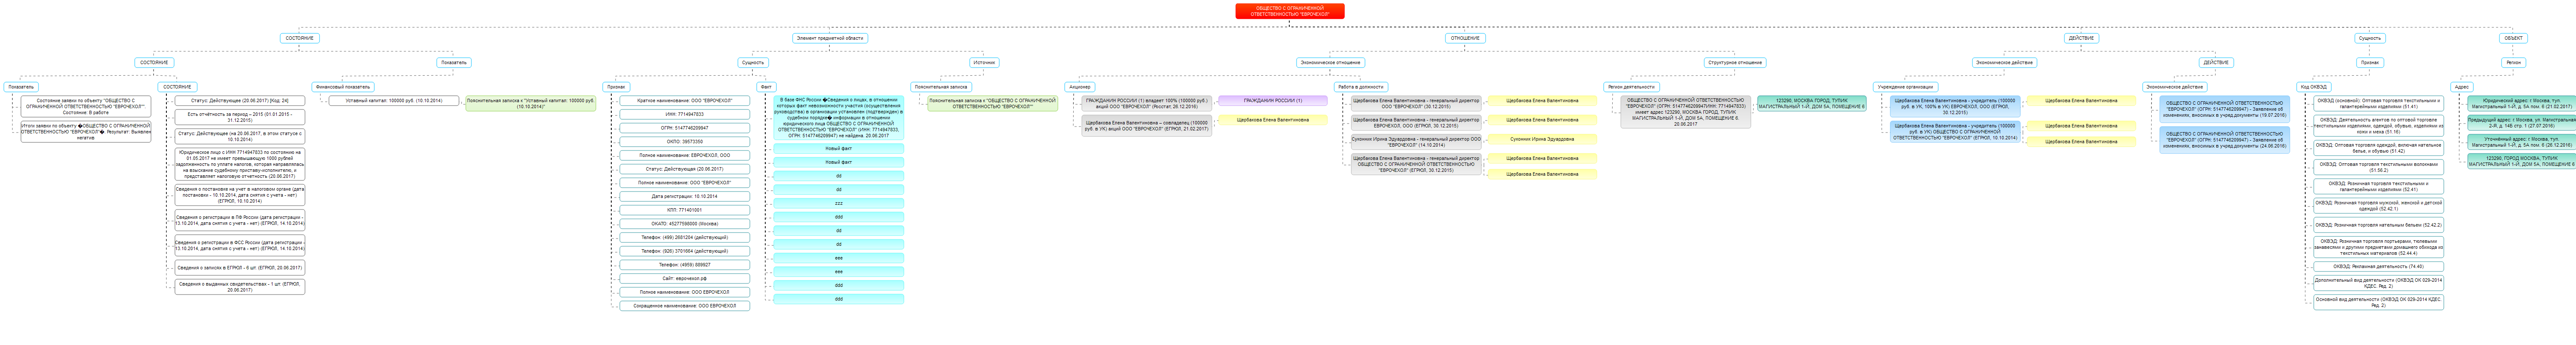 ОБЩЕСТВО С ОГРАНИЧЕННОЙ
ОТВЕТСТВЕННОСТЬЮ "ЕВРОЧЕХОЛ"
СОСТОЯНИЕ
Элемент предметной области
ОТНОШЕНИЕ
ДЕЙСТВИЕ
Сущность
ОБЪЕКТ
СОСТОЯНИЕ
Показатель
Сущность
Источник
Экономическое отношение
Структурное отношение
Экономическое действие
ДЕЙСТВИЕ
Признак
Регион
Показатель
СОСТОЯНИЕ
Финансовый показатель
Признак
Факт
Пояснительная записка
Акционер
Работа в должности
Регион деятельности
Учреждение организации
Экономическое действие
Код ОКВЭД
Адрес
Состояние заявки по объекту "ОБЩЕСТВО С
ОГРАНИЧЕННОЙ ОТВЕТСТВЕННОСТЬЮ "ЕВРОЧЕХОЛ"".
Состояние: В работе
Итоги заявки по объекту �ОБЩЕСТВО С ОГРАНИЧЕННОЙ
ОТВЕТСТВЕННОСТЬЮ "ЕВРОЧЕХОЛ"�. Результат: Выявлен
негатив
Статус: Действующее (20.06.2017) [Код: 24]
Есть отчётность за период – 2015 (01.01.2015 -
31.12.2015)
Статус: Действующее (на 20.06.2017; в этом статусе с
10.10.2014)
Юридическое лицо с ИНН 7714947833 по состоянию на
01.05.2017 не имеет превышающую 1000 рублей
задолженность по уплате налогов, которая направлялась
на взыскание судебному приставу-исполнителю, и
представляет налоговую отчетность (20.06.2017)
Сведения о постановке на учет в налоговом органе (дата
постановки - 10.10.2014, дата снятия с учета - нет)
(ЕГРЮЛ, 10.10.2014)
Сведения о регистрации в ПФ России (дата регистрации -
13.10.2014, дата снятия с учета - нет) (ЕГРЮЛ, 14.10.2014)
Сведения о регистрации в ФСС России (дата регистрации -
13.10.2014, дата снятия с учета - нет) (ЕГРЮЛ, 14.10.2014)
Сведения о записях в ЕГРЮЛ - 6 шт. (ЕГРЮЛ, 20.06.2017)
Сведения о выданных свидетельствах - 1 шт. (ЕГРЮЛ,
20.06.2017)
Уставный капитал: 100000 руб. (10.10.2014)
Пояснительная записка к "Уставный капитал: 100000 руб.
(10.10.2014)"
Краткое наименование: ООО "ЕВРОЧЕХОЛ"
ИНН: 7714947833
ОГРН: 5147746209947
ОКПО: 39573350
Полное наименование: ЕВРОЧЕХОЛ, ООО
Статус: Действующая (20.06.2017)
Полное наименование: ООО "ЕВРОЧЕХОЛ"
Дата регистрации: 10.10.2014
КПП: 771401001
ОКАТО: 45277598000 (Москва)
Телефон: (499) 2681284 (действующий)
Телефон: (926) 3701664 (действующий)
Телефон: (4959) 889927
Сайт: еврочехол.рф
Полное наименование: ООО ЕВРОЧЕХОЛ
Сокращенное наименование: ООО ЕВРОЧЕХОЛ
В базе ФНС России �Сведения о лицах, в отношении
которых факт невозможности участия (осуществления
руководства) в организации установлен (подтвержден) в
судебном порядке� информации в отношении
юридического лица ОБЩЕСТВО С ОГРАНИЧЕННОЙ
ОТВЕТСТВЕННОСТЬЮ "ЕВРОЧЕХОЛ" (ИНН: 7714947833,
ОГРН: 5147746209947) не найдена. 20.06.2017
Новый факт
Новый факт
dd
dd
zzz
ddd
dd
dd
eee
eee
ddd
ddd
Пояснительная записка к "ОБЩЕСТВО С ОГРАНИЧЕННОЙ
ОТВЕТСТВЕННОСТЬЮ "ЕВРОЧЕХОЛ""
ГРАЖДАНИН РОССИИ (1) владеет 100% (100000 руб.)
акций ООО "ЕВРОЧЕХОЛ" (Росстат, 26.12.2016)
Щербакова Елена Валентиновна – совладелец (100000
руб. в УК) акций ООО "ЕВРОЧЕХОЛ" (ЕГРЮЛ, 21.02.2017)
ГРАЖДАНИН РОССИИ (1)
Щербакова Елена Валентиновна
Щербакова Елена Валентиновна - генеральный директор
ООО "ЕВРОЧЕХОЛ" (30.12.2015)
Щербакова Елена Валентиновна - генеральный директор
ЕВРОЧЕХОЛ, ООО (ЕГРЮЛ, 30.12.2015)
Сухоних Ирина Эдуардовна - генеральный директор ООО
"ЕВРОЧЕХОЛ" (14.10.2014)
Щербакова Елена Валентиновна - генеральный директор
ОБЩЕСТВО С ОГРАНИЧЕННОЙ ОТВЕТСТВЕННОСТЬЮ
"ЕВРОЧЕХОЛ" (ЕГРЮЛ, 30.12.2015)
Щербакова Елена Валентиновна
Щербакова Елена Валентиновна
Сухоних Ирина Эдуардовна
Щербакова Елена Валентиновна
Щербакова Елена Валентиновна
ОБЩЕСТВО С ОГРАНИЧЕННОЙ ОТВЕТСТВЕННОСТЬЮ
"ЕВРОЧЕХОЛ" (ОГРН: 5147746209947/ИНН: 7714947833)
имеет адрес 123290, МОСКВА ГОРОД, ТУПИК
МАГИСТРАЛЬНЫЙ 1-Й, ДОМ 5А, ПОМЕЩЕНИЕ 6
20.06.2017
123290, МОСКВА ГОРОД, ТУПИК
МАГИСТРАЛЬНЫЙ 1-Й, ДОМ 5А, ПОМЕЩЕНИЕ 6
Щербакова Елена Валентиновна - учредитель (100000
руб. в УК, 100% в УК) ЕВРОЧЕХОЛ, ООО (ЕГРЮЛ,
30.12.2015)
Щербакова Елена Валентиновна - учредитель (100000
руб. в УК) ОБЩЕСТВО С ОГРАНИЧЕННОЙ
ОТВЕТСТВЕННОСТЬЮ "ЕВРОЧЕХОЛ" (ЕГРЮЛ, 10.10.2014)
Щербакова Елена Валентиновна
Щербакова Елена Валентиновна
Щербакова Елена Валентиновна
ОБЩЕСТВО С ОГРАНИЧЕННОЙ ОТВЕТСТВЕННОСТЬЮ
"ЕВРОЧЕХОЛ" (ОГРН: 5147746209947) - Заявление об
изменениях, вносимых в учред.документы (19.07.2016)
ОБЩЕСТВО С ОГРАНИЧЕННОЙ ОТВЕТСТВЕННОСТЬЮ
"ЕВРОЧЕХОЛ" (ОГРН: 5147746209947) - Заявление об
изменениях, вносимых в учред.документы (24.06.2016)
ОКВЭД (основной): Оптовая торговля текстильными и
галантерейными изделиями (51.41)
ОКВЭД: Деятельность агентов по оптовой торговле
текстильными изделиями, одеждой, обувью, изделиями из
кожи и меха (51.16)
ОКВЭД: Оптовая торговля одеждой, включая нательное
белье, и обувью (51.42)
ОКВЭД: Оптовая торговля текстильными волокнами
(51.56.2)
ОКВЭД: Розничная торговля текстильными и
галантерейными изделиями (52.41)
ОКВЭД: Розничная торговля мужской, женской и детской
одеждой (52.42.1)
ОКВЭД: Розничная торговля нательным бельем (52.42.2)
ОКВЭД: Розничная торговля портьерами, тюлевыми
занавесями и другими предметами домашнего обихода из
текстильных материалов (52.44.4)
ОКВЭД: Рекламная деятельность (74.40)
Дополнительный вид деятельности (ОКВЭД ОК 029-2014
КДЕС. Ред. 2)
Основной вид деятельности (ОКВЭД ОК 029-2014 КДЕС.
Ред. 2)
Юридический адрес: г. Москва, туп.
Магистральный 1-Й, д. 5А пом. 6 (21.02.2017)
Предыдущий адрес: г. Москва, ул. Магистральная
2-Й, д. 14Б стр. 1 (27.07.2016)
Уточнённый адрес: г. Москва, туп.
Магистральный 1-Й, д. 5А пом. 6 (26.12.2016)
123290, ГОРОД МОСКВА, ТУПИК
МАГИСТРАЛЬНЫЙ 1-Й, ДОМ 5А, ПОМЕЩЕНИЕ 6